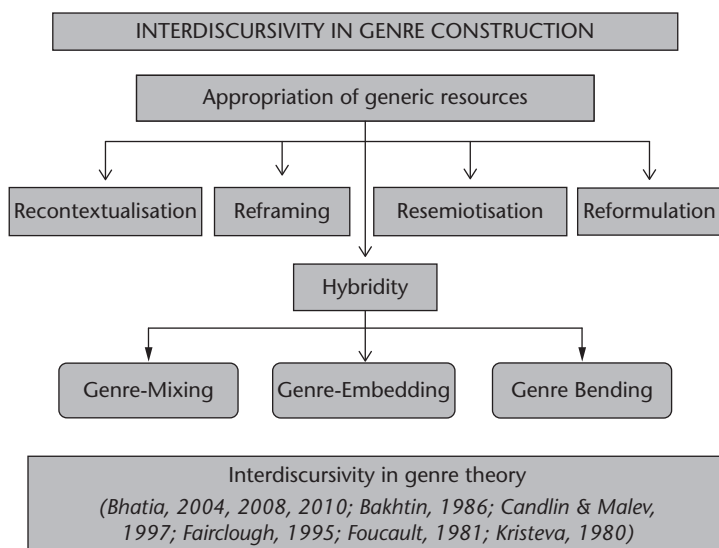 INTERDISCURSIVITY IN GENRE CONSTRUCTION
Appropriation of generic resources
Recontextualisation
Reframing
Resemiotisation
Reformulation
Hybridity
Genre-Mixing
Genre-Embedding
Genre Bending
Interdiscursivity in genre theory
(Bhatia, 2004, 2008, 2010; Bakhtin, 1986; Candlin & Malev,
1997; Fairclough, 1995; Foucault, 1981; Kristeva, 1980)